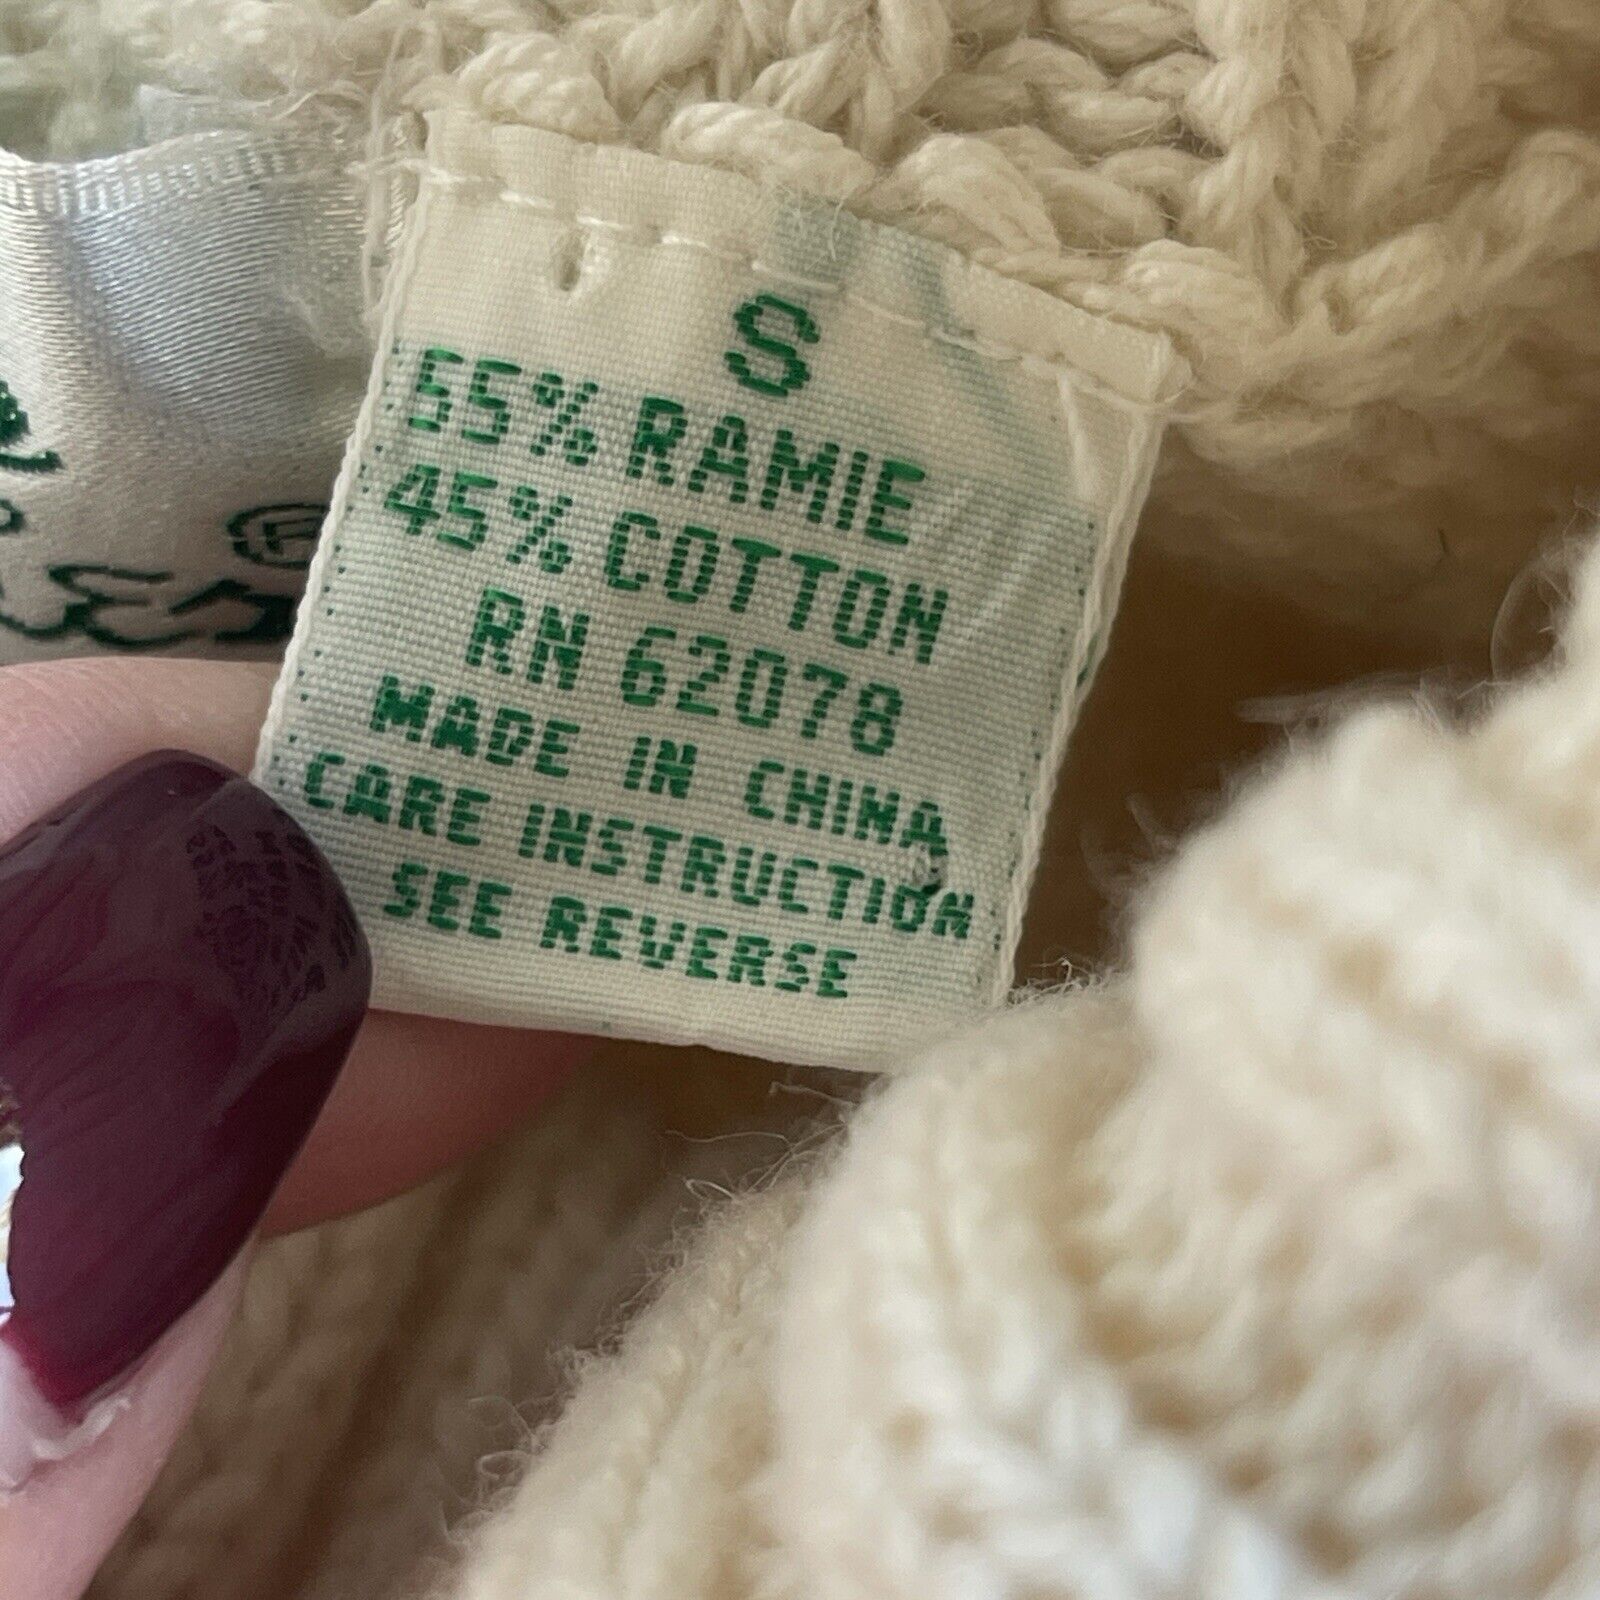 S
55% RAMIE
45% COTTON
RN 62078
MADE IN CHINA
CARE INSTRUCTION
SEE REVERSE
®